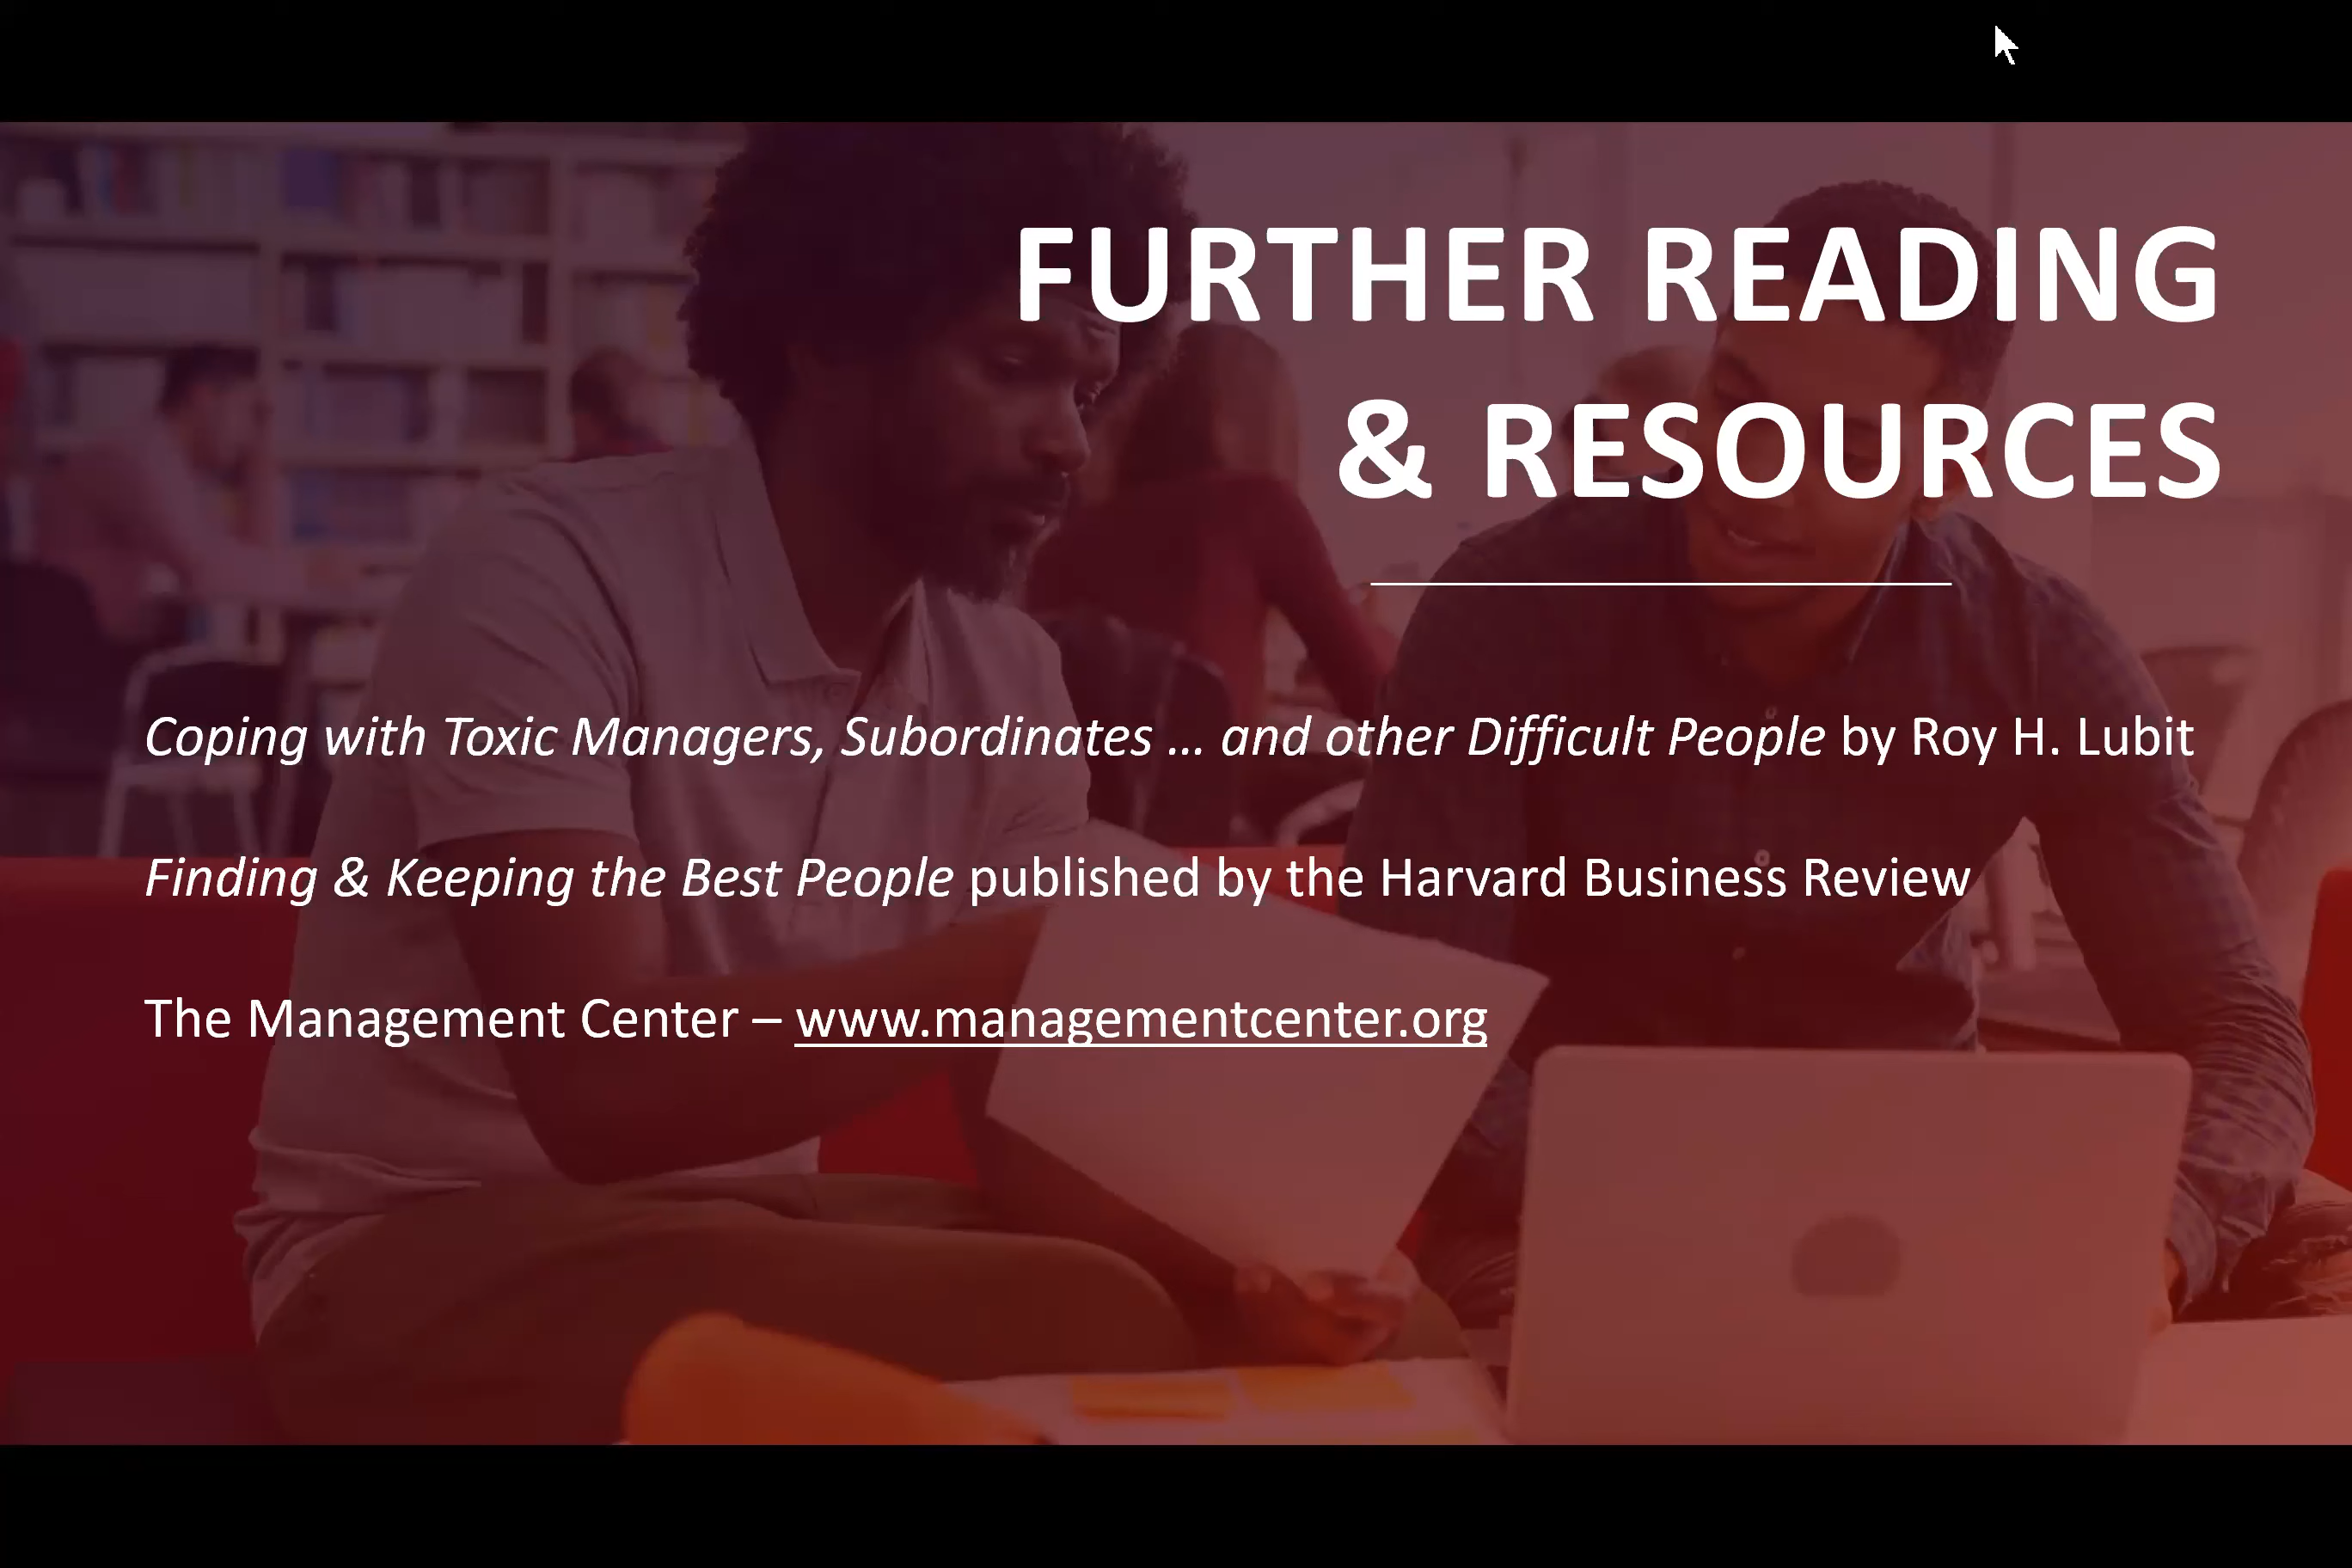 FURTHER READING
& RESOURCES
Coping with Toxic Managers, Subordinates ... and other Difficult People by Roy H. Lubit
Finding & Keeping the Best People published by the Harvard Business Review
The Management Center – www.managementcenter.org